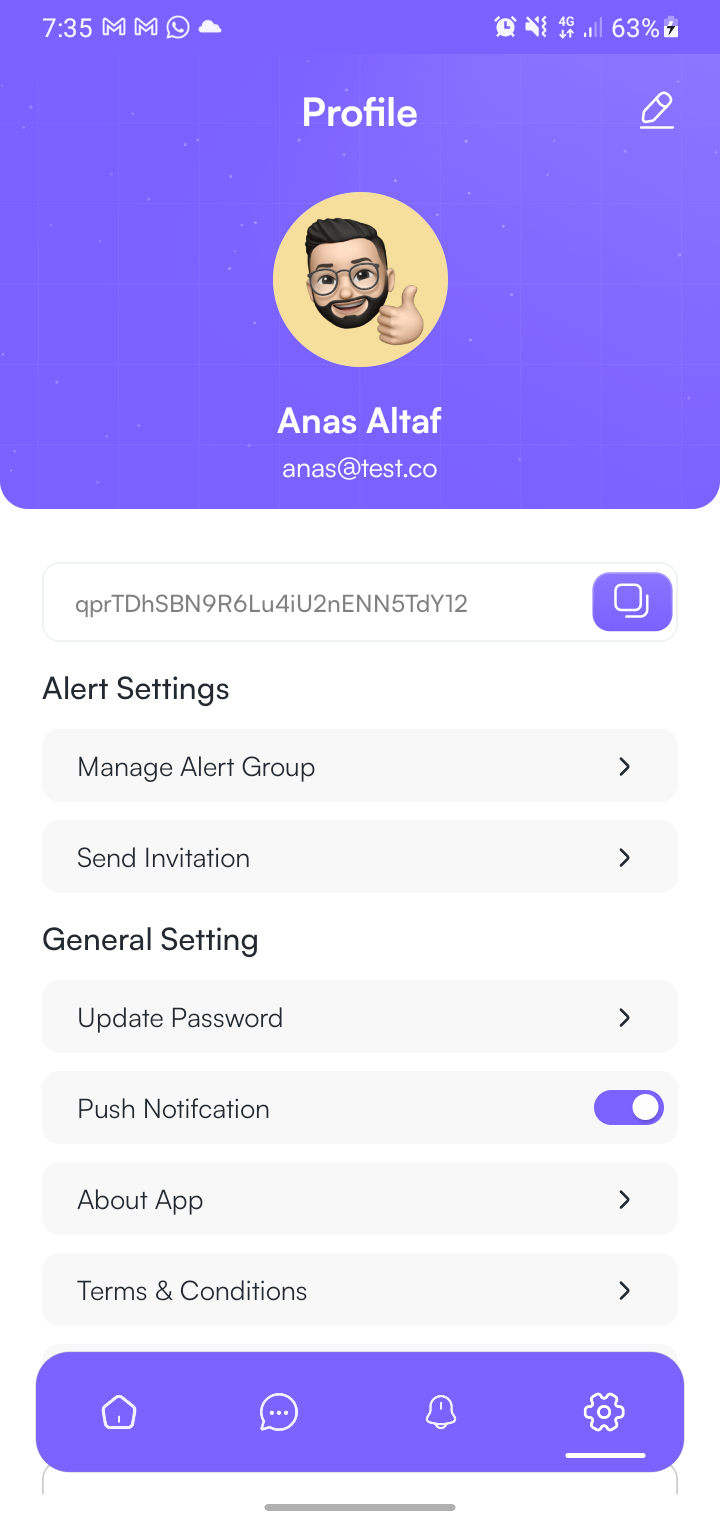 7:35 4G 63%
Profile
Anas Altaf
anas@test.co
qprTDhSBN9R6Lu4iU2nENN5TdY12
Alert Settings
Manage Alert Group
Send Invitation
General Setting
Update Password
Push Notifcation
About App
Terms & Conditions